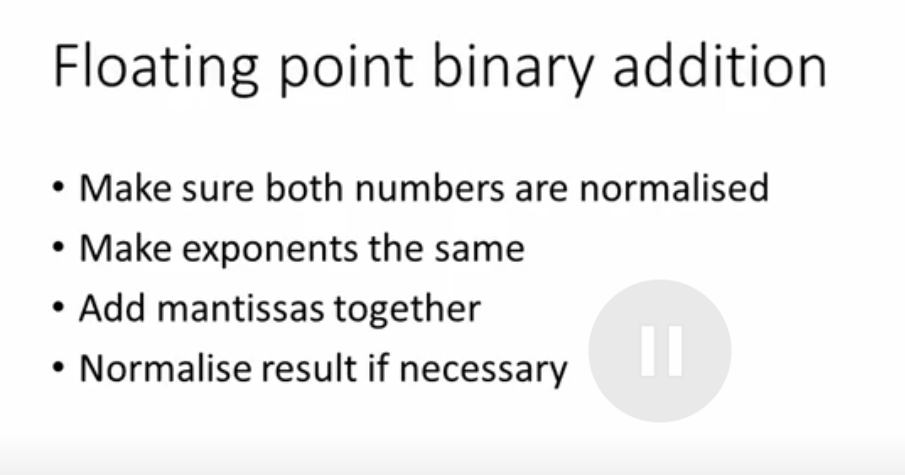 Floating point binary addition
• Make sure both numbers are normalised
• Make exponents the same
• Add mantissas together
• Normalise result if necessary